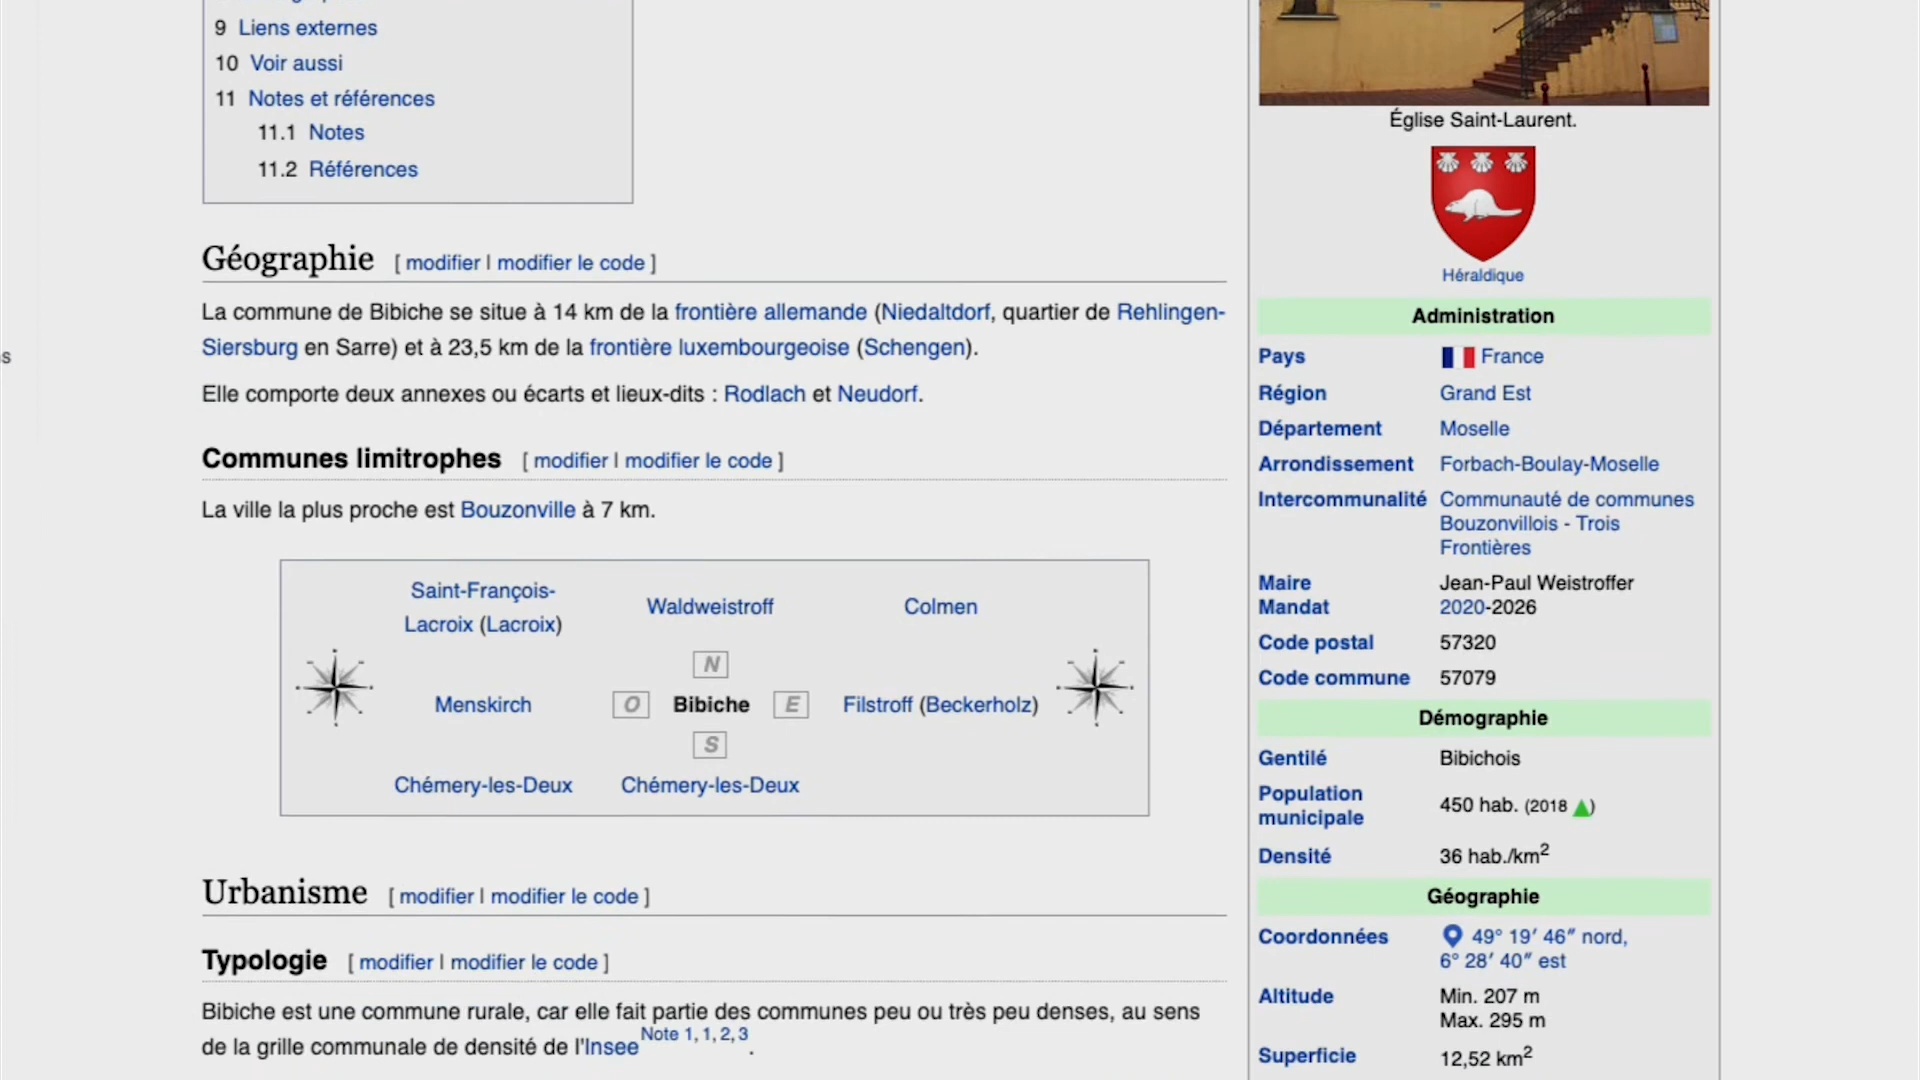 9 Liens externes
10 Voir aussi
11 Notes et références
11.1 Notes
11.2 Références
Géographie [ modifier | modifier le code ]
La commune de Bibiche se situe à 14 km de la frontière allemande (Niedaltdorf, quartier de Rehlingen-
Siersburg en Sarre) et à 23,5 km de la frontière luxembourgeoise (Schengen).
Elle comporte deux annexes ou écarts et lieux-dits : Rodlach et Neudorf.
Communes limitrophes [ modifier | modifier le code ]
La ville la plus proche est Bouzonville à 7 km.
Saint-François-
Lacroix (Lacroix)
Waldweistroff
Colmen
N
Menskirch
O
Bibiche
E
Filstroff (Beckerholz)
S
Chémery-les-Deux
Chémery-les-Deux
Urbanisme [ modifier | modifier le code ]
Typologie [ modifier | modifier le code ]
Bibiche est une commune rurale, car elle fait partie des communes peu ou très peu denses, au sens
de la grille communale de densité de l'Insee Note 1, 1, 2, 3.
Église Saint-Laurent.
Héraldique
Administration
Pays France
Région Grand Est
Département Moselle
Arrondissement Forbach-Boulay-Moselle
Intercommunalité Communauté de communes
Bouzonvillois - Trois
Frontières
Maire Jean-Paul Weistroffer
Mandat 2020-2026
Code postal 57320
Code commune 57079
Démographie
Gentilé Bibichois
Population
municipale
450 hab. (2018 ▲)
Densité 36 hab./km²
Géographie
Coordonnées 49° 19′ 46″ nord,
6° 28′ 40″ est
Altitude Min. 207 m
Max. 295 m
Superficie 12,52 km²